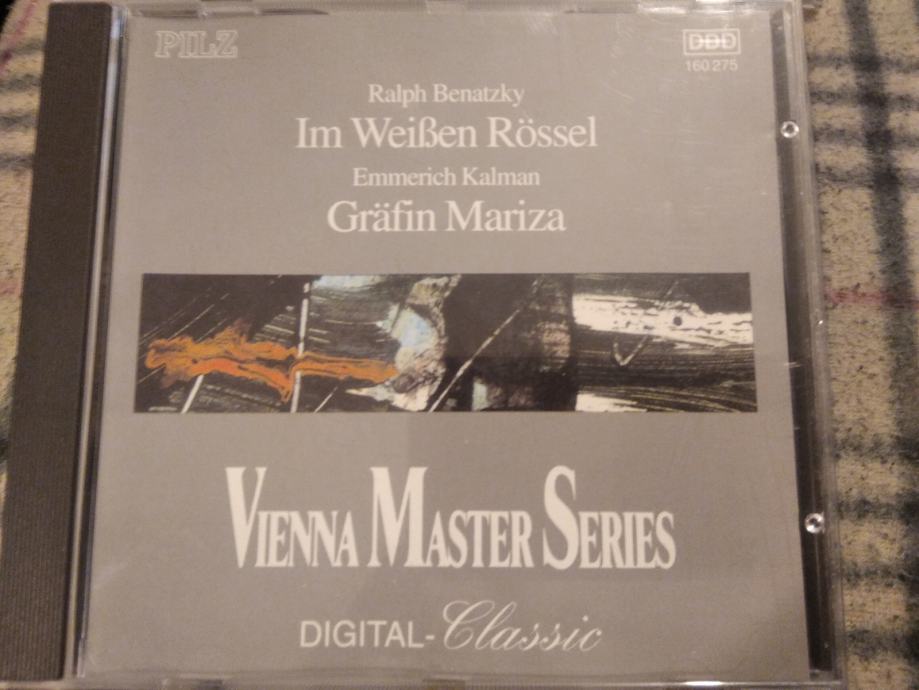 PILZ
DDD
160 275
Ralph Benatzky
Im Weißen Rössel
Emmerich Kalman
Gräfin Mariza
VIENNA MASTER SERIES
DIGITAL-Classic